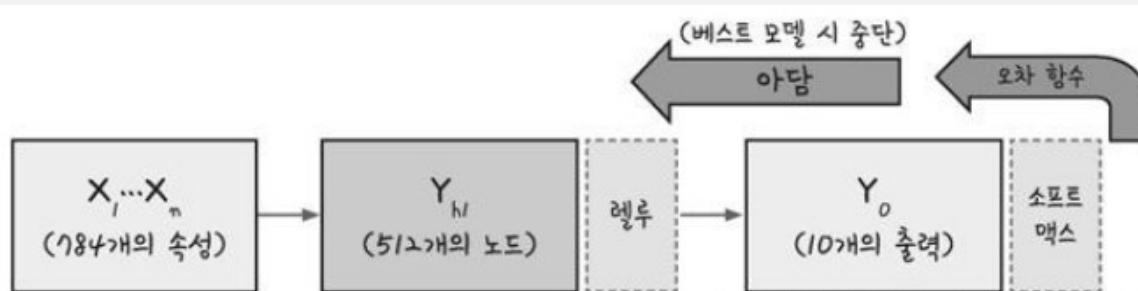 (베스트 모델 시 중단)
아담
오차 함수
X₁…Xₙ
(784개의 속성)
Yₕ₁
(512개의 노드)
렐루
Y₀
(10개의 출력)
소프트
맥스